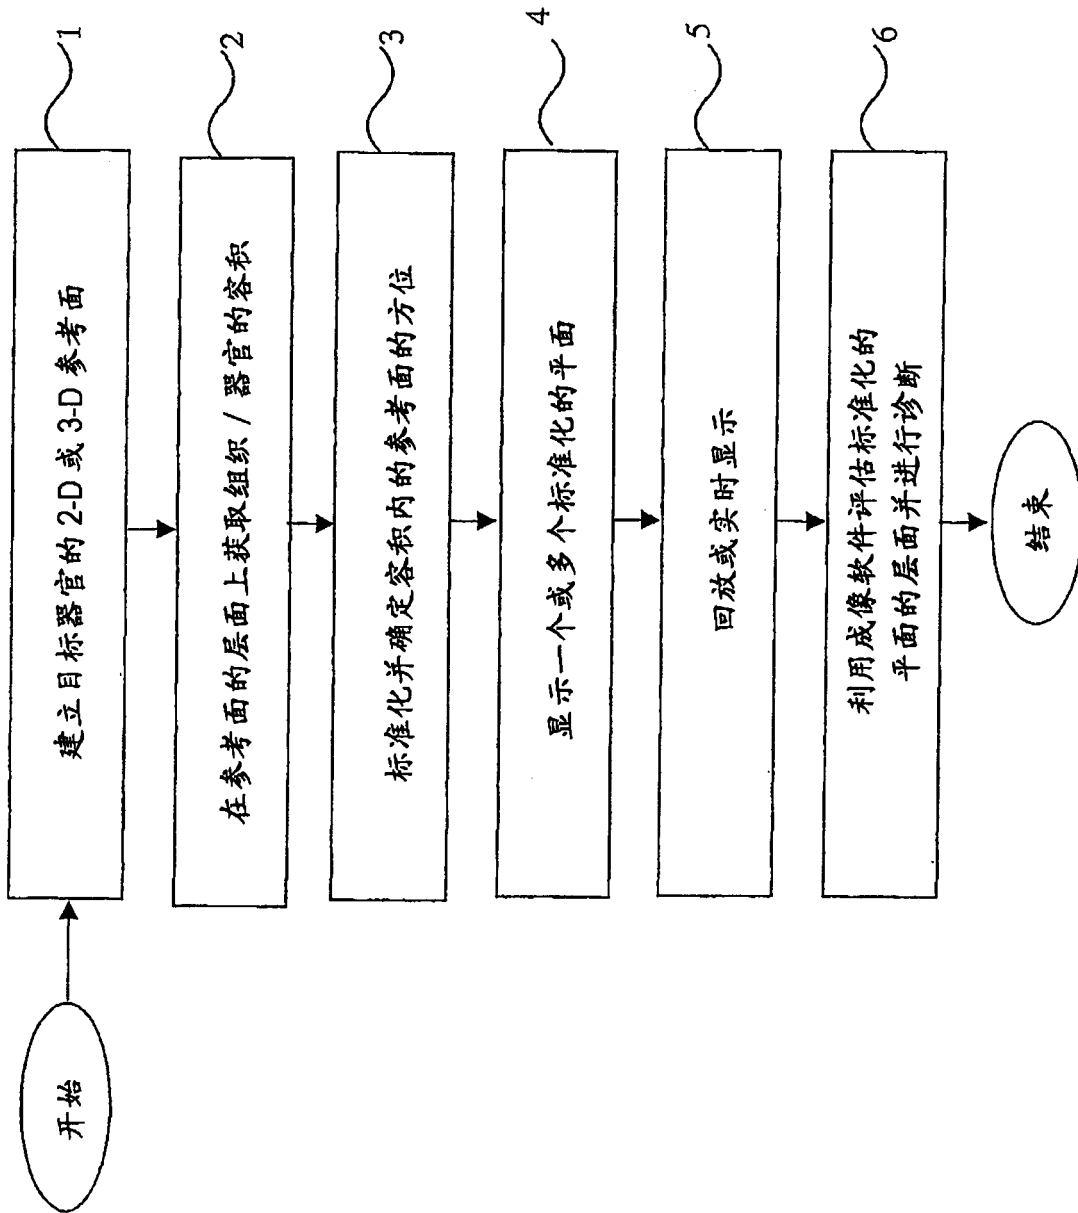 开始
建立目标器官的 2-D 或 3-D 参考面
1
在参考面的层面上获取组织 / 器官的容积
2
标准化并确定容积内的参考面的方位
3
显示一个或多个标准化的平面
4
回放或实时显示
5
利用成像软件评估标准化的
平面的层面并进行诊断
6
结束